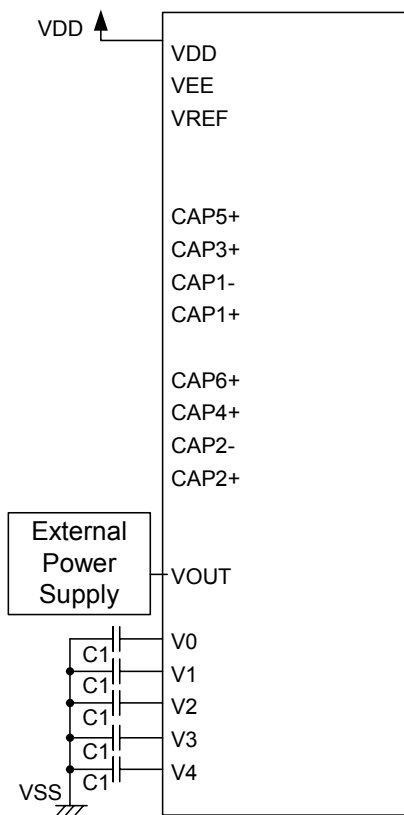 VDD
VDD
VEE
VREF
CAP5+
CAP3+
CAP1-
CAP1+
CAP6+
CAP4+
CAP2-
CAP2+
External
Power
Supply
VOUT
V0
C1
V1
C1
V2
C1
V3
C1
V4
C1
VSS